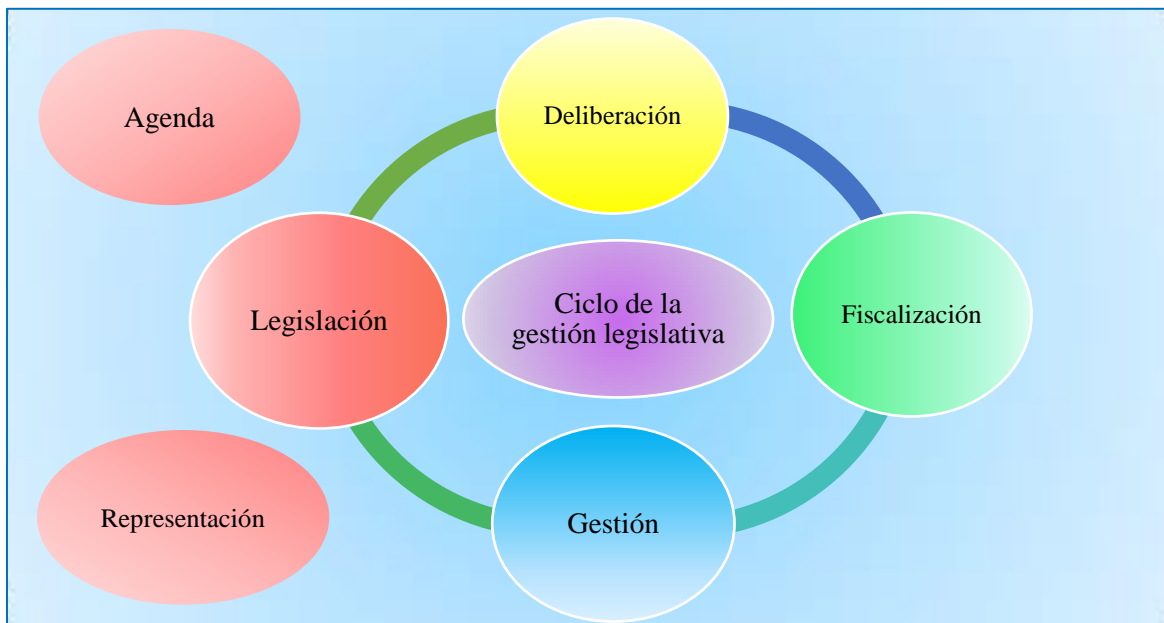 Agenda
Deliberación
Legislación
Ciclo de la
gestión legislativa
Fiscalización
Representación
Gestión